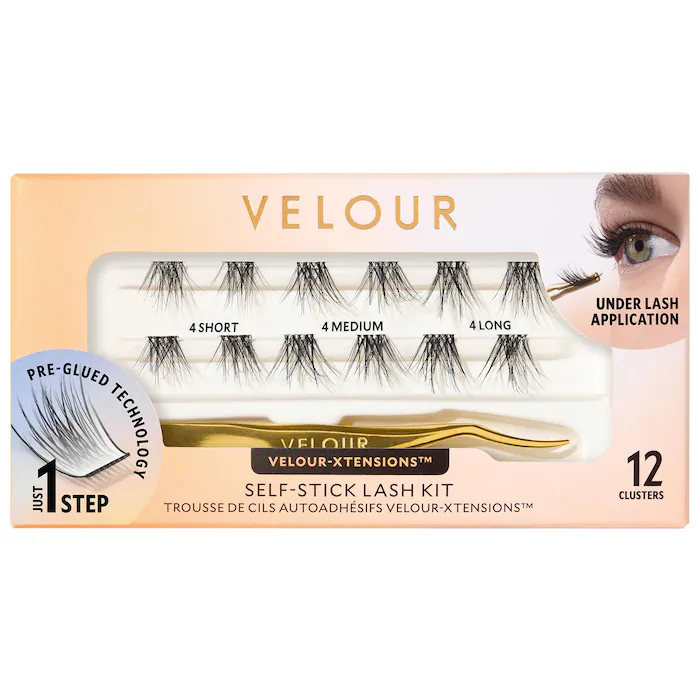 VELOUR
4 SHORT
4 MEDIUM
4 LONG
UNDER LASH
APPLICATION
PRE-GLUED TECHNOLOGY
JUST 1 STEP
VELOUR
VELOUR-XTENSIONS™
SELF-STICK LASH KIT
TROUSSE DE CILS AUTOADHÉSIFS VELOUR-XTENSIONS™
12
CLUSTERS